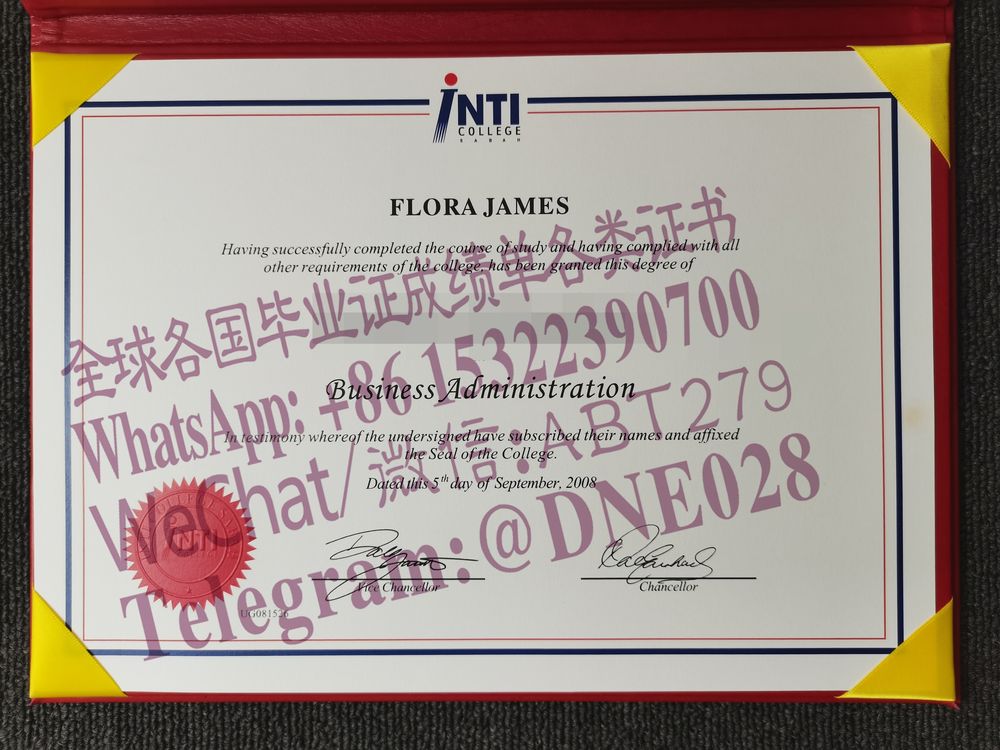 iNTI
COLLEGE
SABAH
FLORA JAMES
Having successfully completed the course of study and having complied with all
other requirements of the college, has been granted this degree of
全球各国毕业证成绩单各类证书
WhatsApp: +86 15322390700
Business Administration
In testimony whereof the undersigned have subscribed their names and affixed
the Seal of the College.
WeChat/微信:ABT279
Dated this 5th day of September, 2008
Telegram:@DNE028
INTI
Vice Chancellor
Chancellor
UG081526